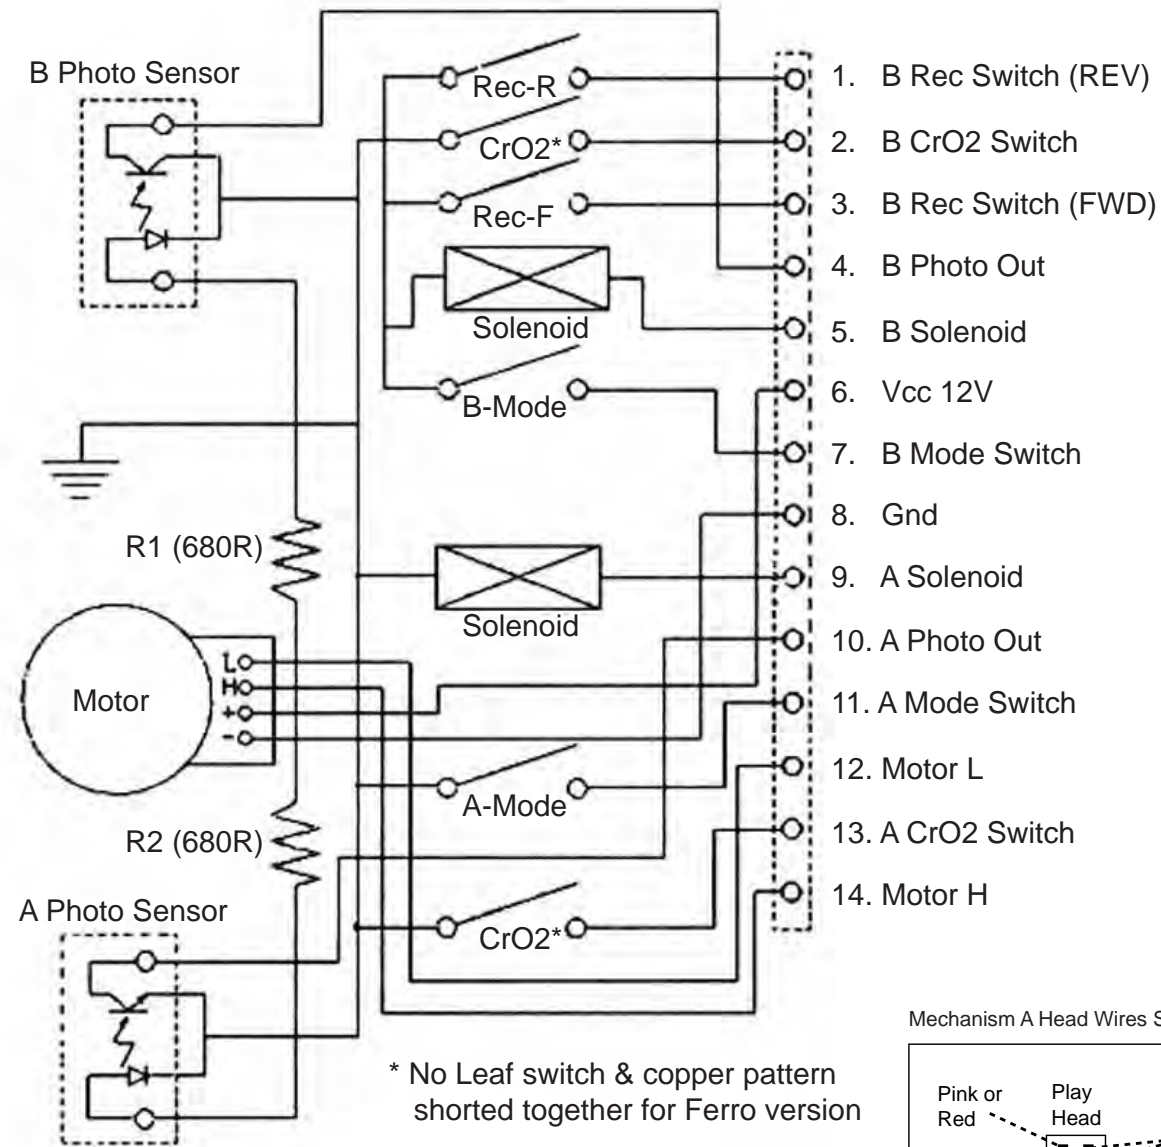 B Photo Sensor
Rec-R
CrO2*
Rec-F
Solenoid
B-Mode
1. B Rec Switch (REV)
2. B CrO2 Switch
3. B Rec Switch (FWD)
4. B Photo Out
5. B Solenoid
6. Vcc 12V
7. B Mode Switch
8. Gnd
9. A Solenoid
10. A Photo Out
11. A Mode Switch
12. Motor L
13. A CrO2 Switch
14. Motor H
R1 (680R)
Solenoid
Motor
L
H
+
-
A-Mode
R2 (680R)
CrO2*
A Photo Sensor
* No Leaf switch & copper pattern
shorted together for Ferro version
Mechanism A Head Wires S
Pink or
Red
Play
Head